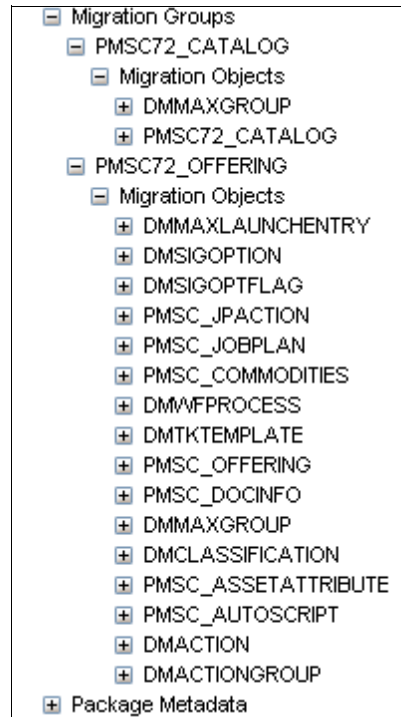 Migration Groups
PMSC72_CATALOG
Migration Objects
DMMAXGROUP
PMSC72_CATALOG
PMSC72_OFFERING
Migration Objects
DMMAXLAUNCHENTRY
DMSIGOPTION
DMSIGOPTFLAG
PMSC_JPACTION
PMSC_JOBPLAN
PMSC_COMMODITIES
DMWFPROCESS
DMTKTEMPLATE
PMSC_OFFERING
PMSC_DOCINFO
DMMAXGROUP
DMCLASSIFICATION
PMSC_ASSETATTRIBUTE
PMSC_AUTOSCRIPT
DMACTION
DMACTIONGROUP
Package Metadata